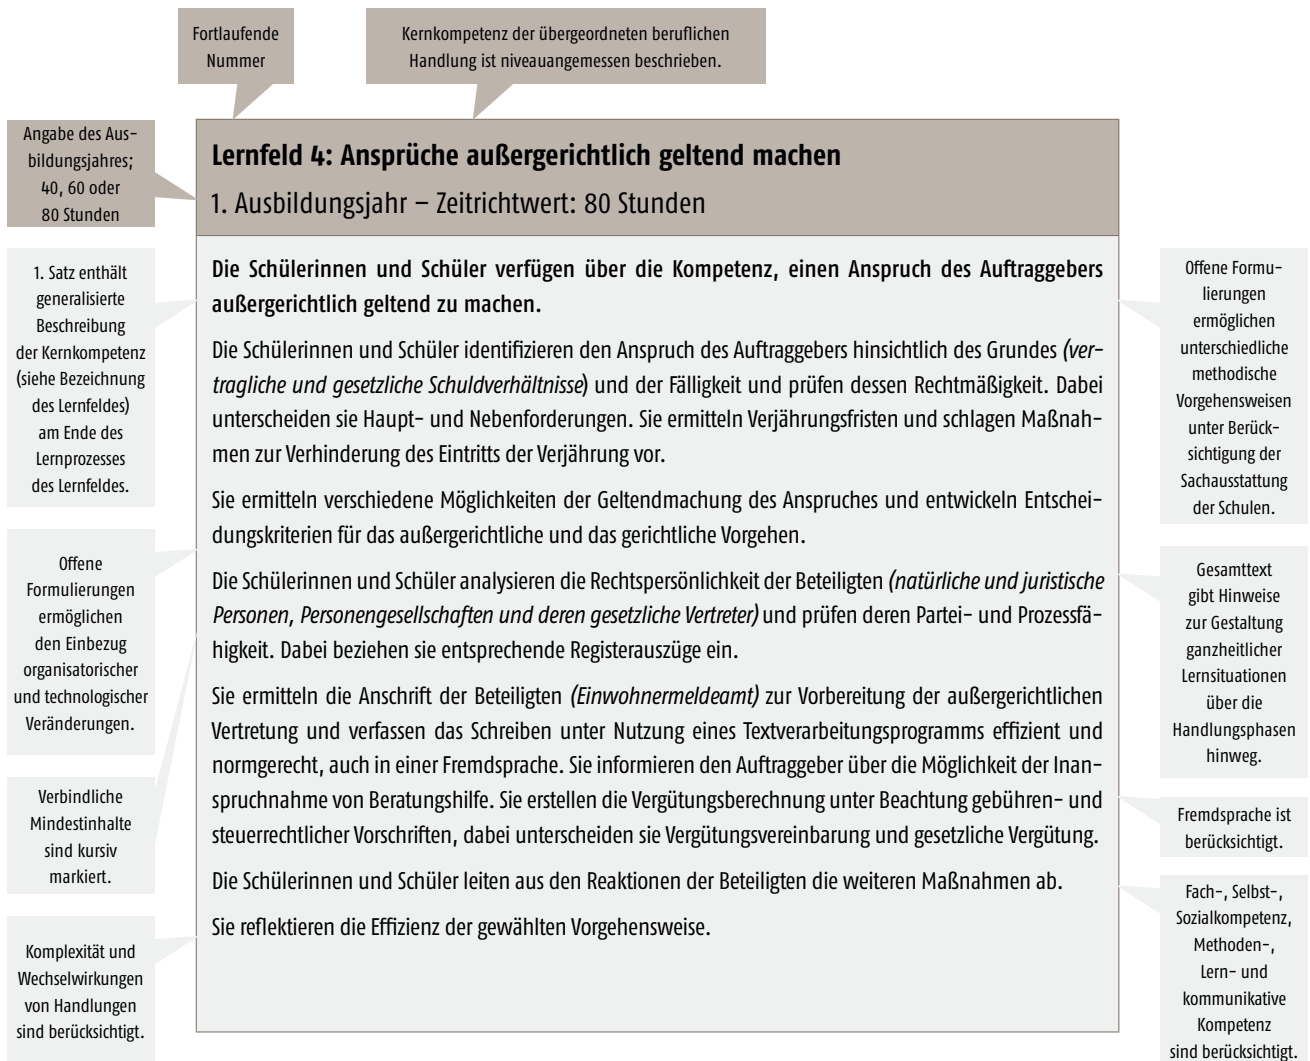 Fortlaufende
Nummer
Kernkompetenz der übergeordneten beruflichen
Handlung ist niveauangemessen beschrieben.
Angabe des Aus-
bildungsjahres;
40, 60 oder
80 Stunden
Lernfeld 4: Ansprüche außergerichtlich geltend machen
1. Ausbildungsjahr – Zeitrichtwert: 80 Stunden
1. Satz enthält
generalisierte
Beschreibung
der Kernkompetenz
(siehe Bezeichnung
des Lernfeldes)
am Ende des
Lernprozesses
des Lernfeldes.
Offene
Formulierungen
ermöglichen
den Einbezug
organisatorischer
und technologischer
Veränderungen.
Verbindliche
Mindestinhalte
sind kursiv
markiert.
Komplexität und
Wechselwirkungen
von Handlungen
sind berücksichtigt.
Die Schülerinnen und Schüler verfügen über die Kompetenz, einen Anspruch des Auftraggebers
außergerichtlich geltend zu machen.
Die Schülerinnen und Schüler identifizieren den Anspruch des Auftraggebers hinsichtlich des Grundes (ver-
tragliche und gesetzliche Schuldverhältnisse) und der Fälligkeit und prüfen dessen Rechtmäßigkeit. Dabei
unterscheiden sie Haupt- und Nebenforderungen. Sie ermitteln Verjährungsfristen und schlagen Maßnah-
men zur Verhinderung des Eintritts der Verjährung vor.
Sie ermitteln verschiedene Möglichkeiten der Geltendmachung des Anspruches und entwickeln Entschei-
dungskriterien für das außergerichtliche und das gerichtliche Vorgehen.
Die Schülerinnen und Schüler analysieren die Rechtspersönlichkeit der Beteiligten (natürliche und juristische
Personen, Personengesellschaften und deren gesetzliche Vertreter) und prüfen deren Partei- und Prozessfä-
higkeit. Dabei beziehen sie entsprechende Registerauszüge ein.
Sie ermitteln die Anschrift der Beteiligten (Einwohnermeldeamt) zur Vorbereitung der außergerichtlichen
Vertretung und verfassen das Schreiben unter Nutzung eines Textverarbeitungsprogramms effizient und
normgerecht, auch in einer Fremdsprache. Sie informieren den Auftraggeber über die Möglichkeit der Inan-
spruchnahme von Beratungshilfe. Sie erstellen die Vergütungsberechnung unter Beachtung gebühren- und
steuerrechtlicher Vorschriften, dabei unterscheiden sie Vergütungsvereinbarung und gesetzliche Vergütung.
Die Schülerinnen und Schüler leiten aus den Reaktionen der Beteiligten die weiteren Maßnahmen ab.
Sie reflektieren die Effizienz der gewählten Vorgehensweise.
Offene Formu-
lierungen
ermöglichen
unterschiedliche
methodische
Vorgehensweisen
unter Berück-
sichtigung der
Sachausstattung
der Schulen.
Gesamttext
gibt Hinweise
zur Gestaltung
ganzheitlicher
Lernsituationen
über die
Handlungsphasen
hinweg.
Fremdsprache ist
berücksichtigt.
Fach-, Selbst-,
Sozialkompetenz,
Methoden-,
Lern- und
kommunikative
Kompetenz
sind berücksichtigt.